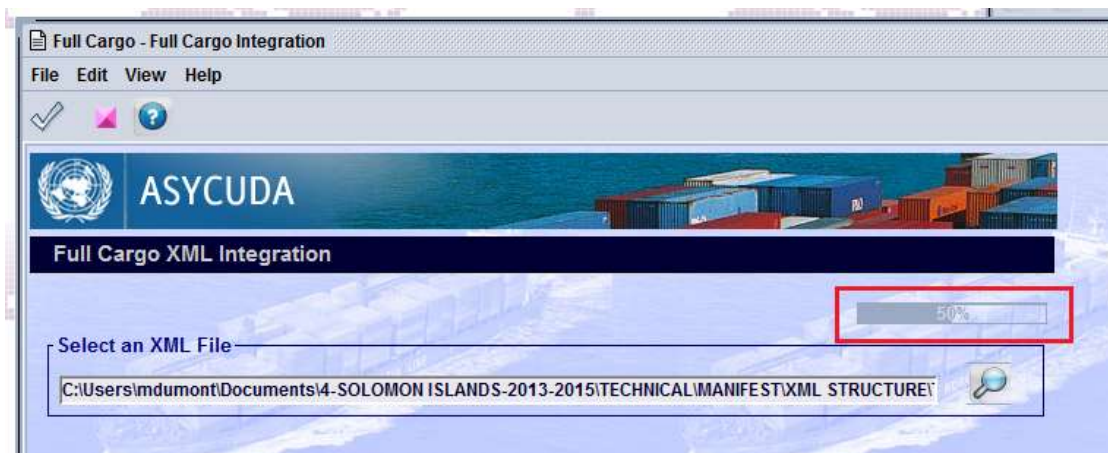 Full Cargo - Full Cargo Integration
File Edit View Help
ASYCUDA
Full Cargo XML Integration
50%
Select an XML File
C:\Users\mdumont\Documents\4-SOLOMON ISLANDS-2013-2015\TECHNICAL\MANIFEST\XML STRUCTURE\